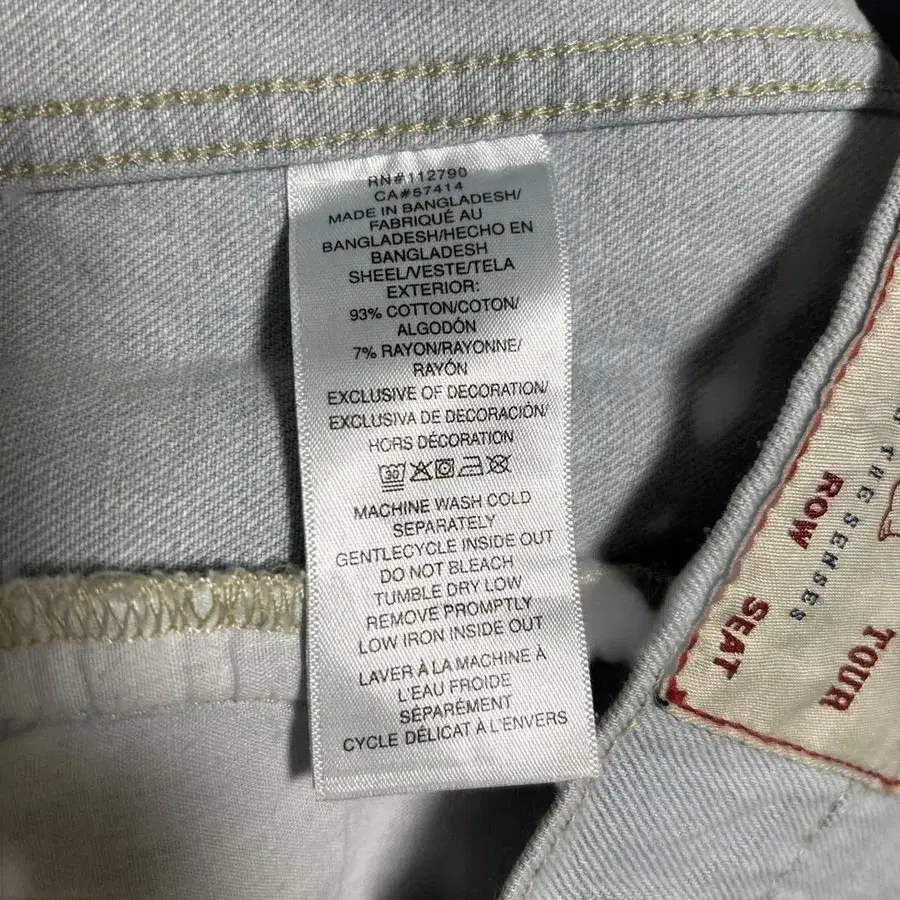 RN#112790
CA#57414
MADE IN BANGLADESH/
FABRIQUÉ AU
BANGLADESH/HECHO EN
BANGLADESH
SHEEL/VESTE/TELA
EXTERIOR:
93% COTTON/COTON/
ALGODÓN
7% RAYON/RAYONNE/
RAYÓN
EXCLUSIVE OF DECORATION/
EXCLUSIVA DE DECORACIÓN/
HORS DÉCORATION
30
MACHINE WASH COLD
SEPARATELY
GENTLECYCLE INSIDE OUT
DO NOT BLEACH
TUMBLE DRY LOW
REMOVE PROMPTLY
LOW IRON INSIDE OUT
LAVER À LA MACHINE À
L'EAU FROIDE
SÉPARÉMENT
CYCLE DÉLICAT À L'ENVERS
THE SENSES
ROW
SEAT
TOUR